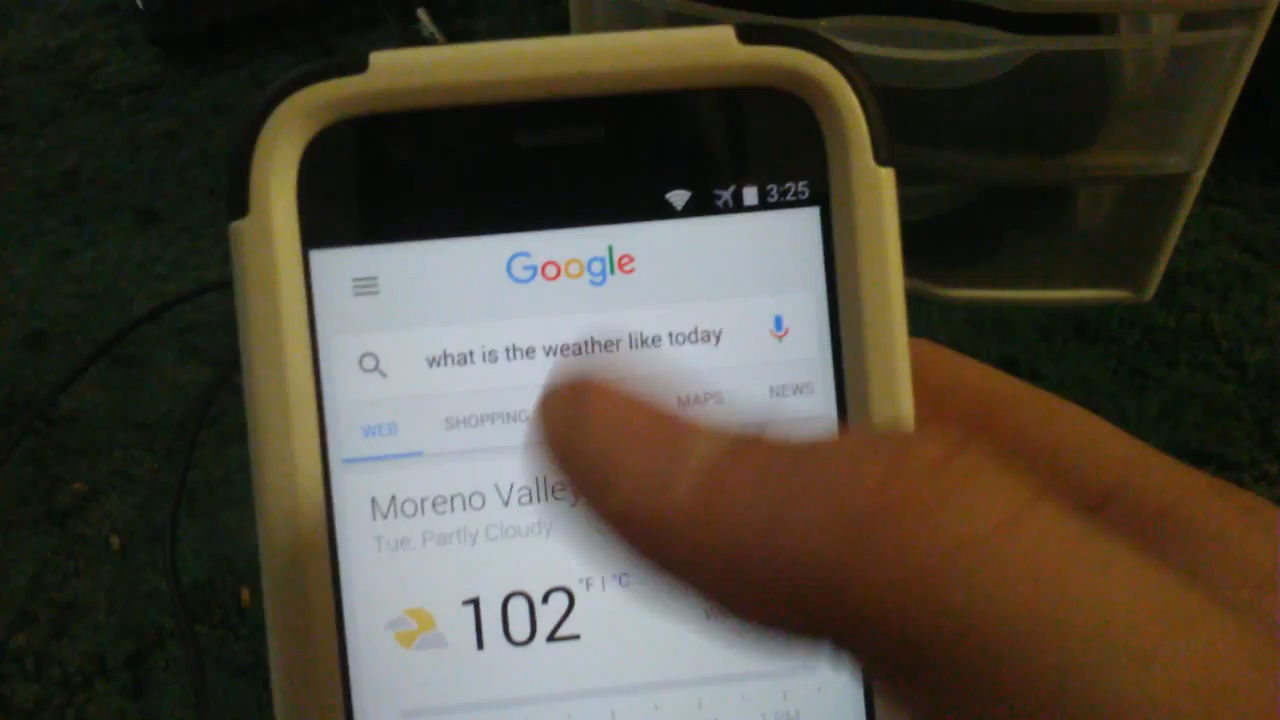 3:25
Google
what is the weather like today
WEB SHOPPING MAPS NEWS
Moreno Valley
Tue, Partly Cloudy
102 °F | °C